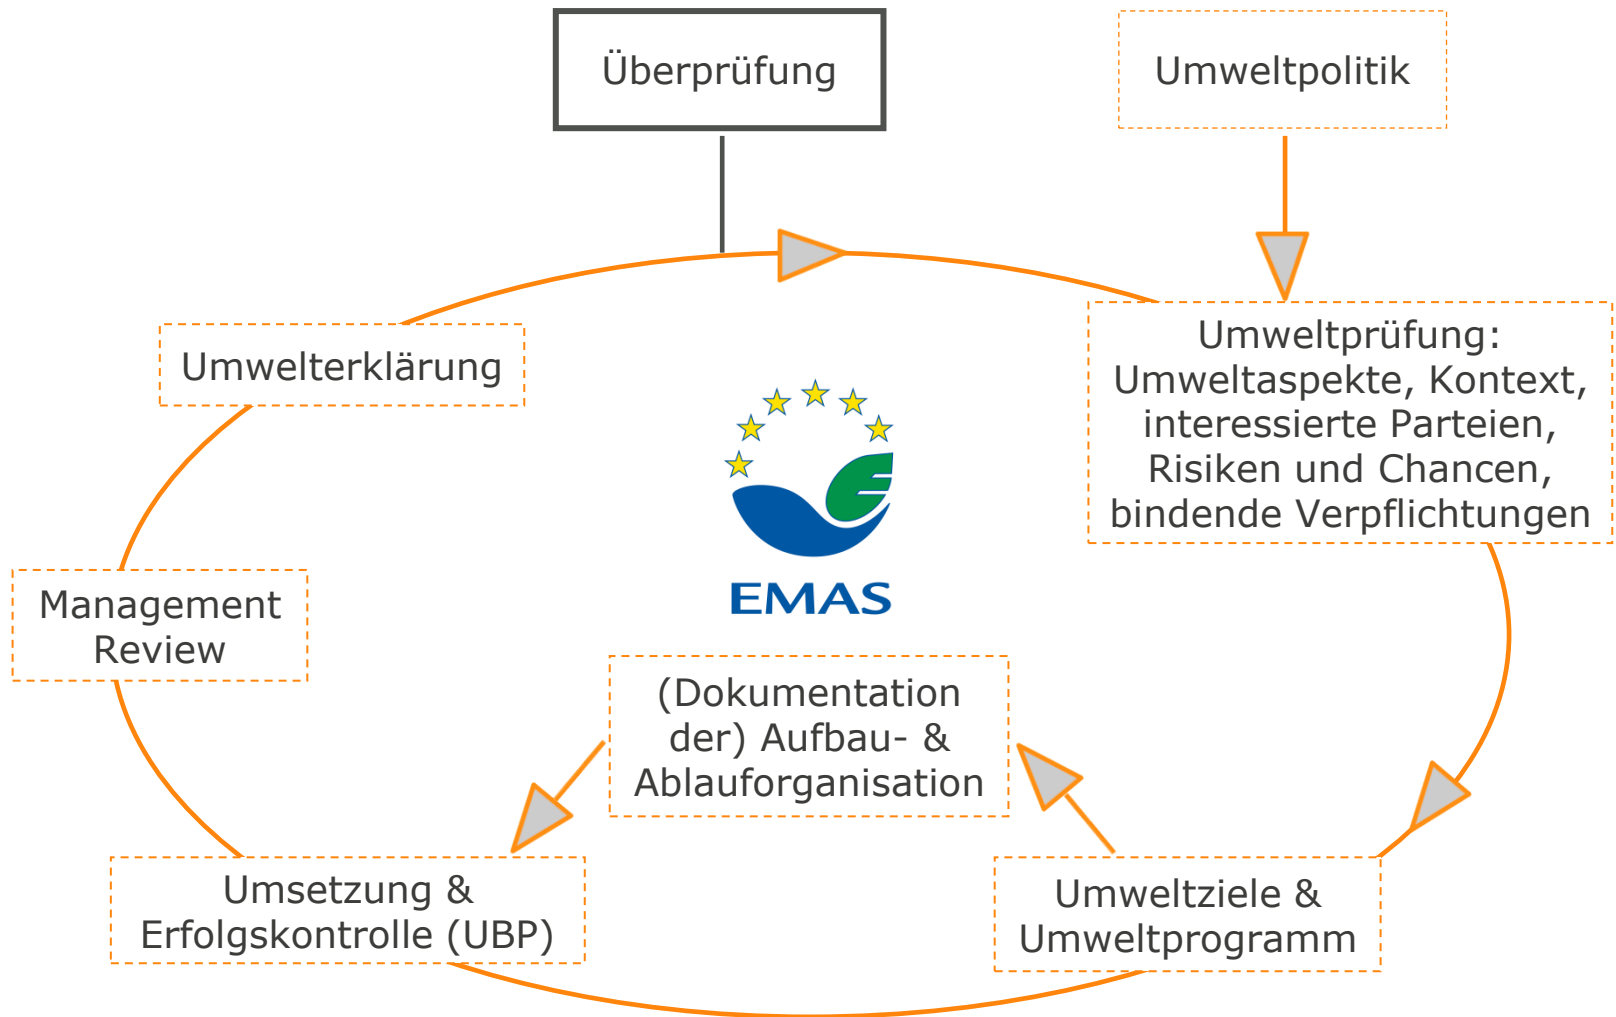 Überprüfung
Umweltpolitik
Umwelterklärung
Umweltprüfung:
Umweltaspekte, Kontext,
interessierte Parteien,
Risiken und Chancen,
bindende Verpflichtungen
EMAS
Management
Review
(Dokumentation
der) Aufbau- &
Ablauforganisation
Umsetzung &
Erfolgskontrolle (UBP)
Umweltziele &
Umweltprogramm